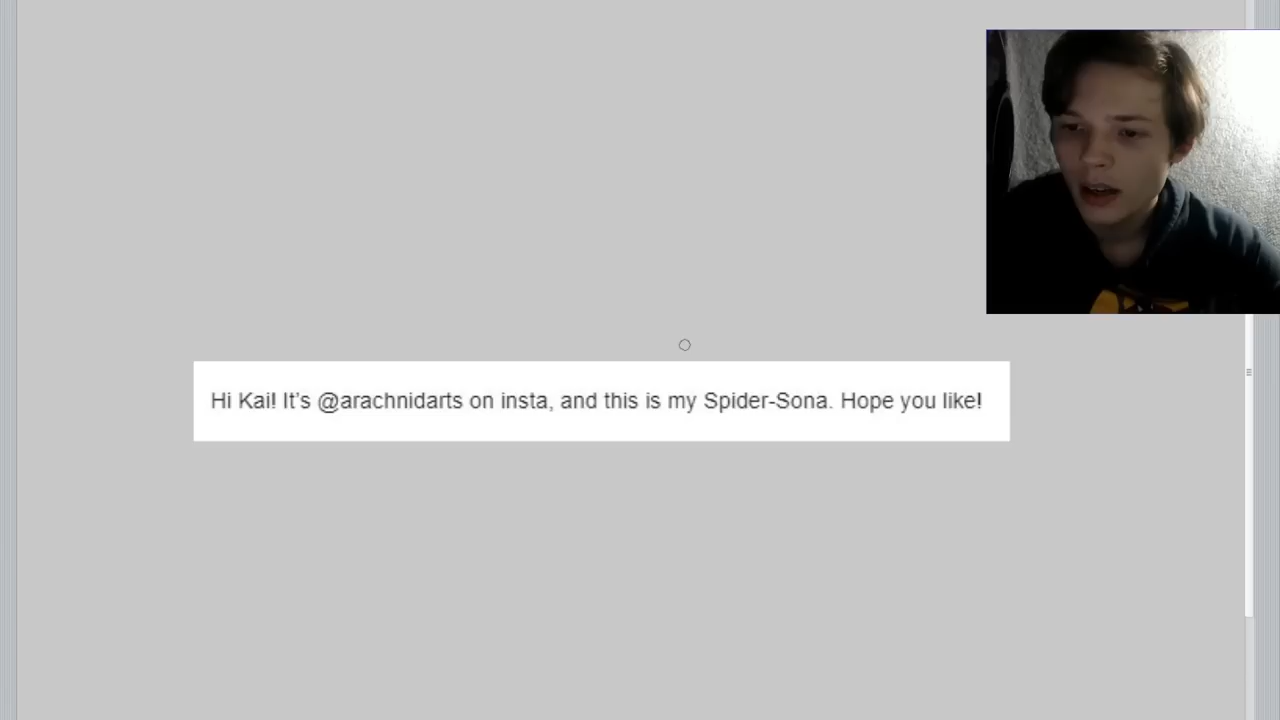 Hi Kai! It’s @arachnidarts on insta, and this is my Spider-Sona. Hope you like!